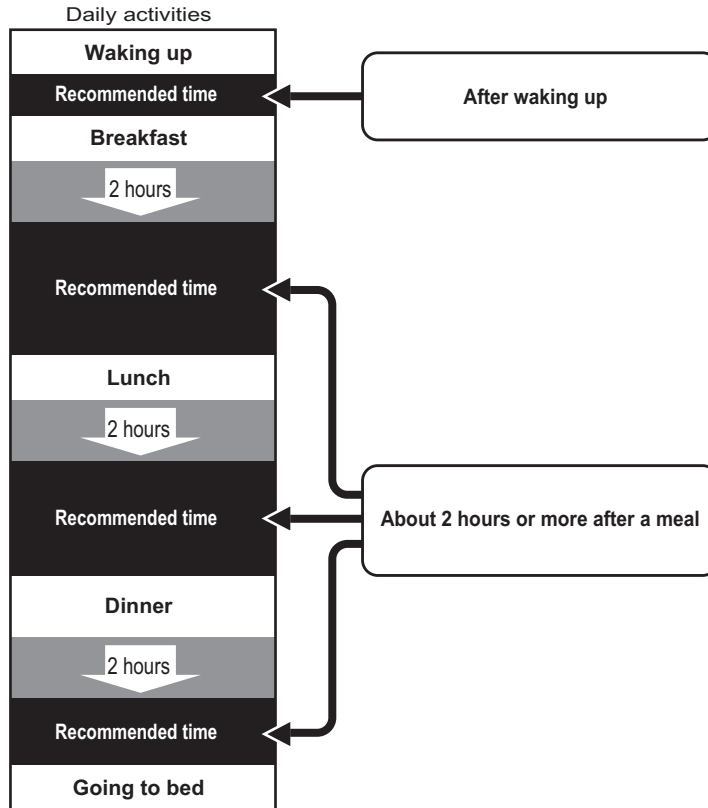 Daily activities
Waking up
Recommended time
After waking up
Breakfast
2 hours
Recommended time
Lunch
2 hours
Recommended time
About 2 hours or more after a meal
Dinner
2 hours
Recommended time
Going to bed